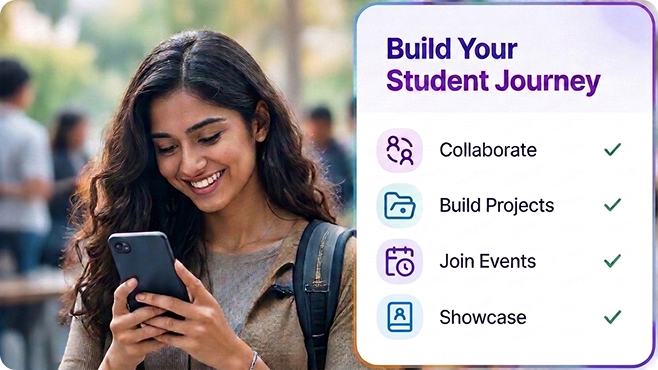 Build Your
Student Journey
Collaborate
Build Projects
Join Events
Showcase